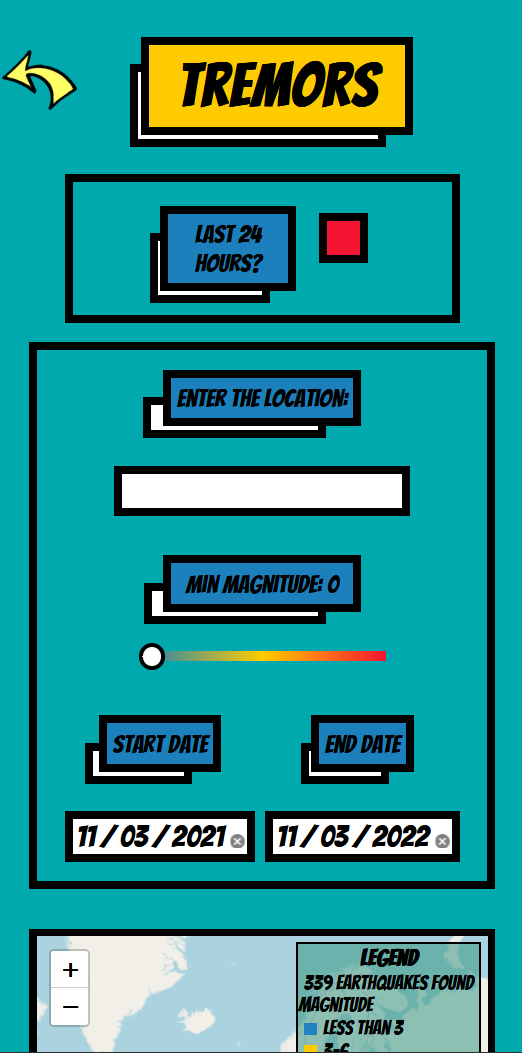 TREMORS
LAST 24
HOURS?
ENTER THE LOCATION:
MIN MAGNITUDE: 0
START DATE
END DATE
11 / 03 / 2021
11 / 03 / 2022
+
−
LEGEND
339 EARTHQUAKES FOUND
MAGNITUDE
LESS THAN 3
3-6